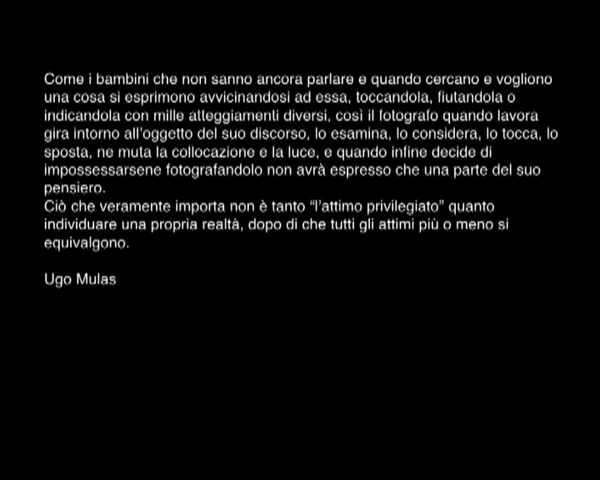 Come i bambini che non sanno ancora parlare e quando cercano e vogliono
una cosa si esprimono avvicinandosi ad essa, toccandola, fiutandola o
indicandola con mille atteggiamenti diversi, così il fotografo quando lavora
gira intorno all'oggetto del suo discorso, lo esamina, lo considera, lo tocca, lo
sposta, ne muta la collocazione e la luce, e quando infine decide di
impossessarsene fotografandolo non avrà espresso che una parte del suo
pensiero.
Ciò che veramente importa non è tanto “l'attimo privilegiato” quanto
individuare una propria realtà, dopo di che tutti gli attimi più o meno si
equivalgono.
Ugo Mulas